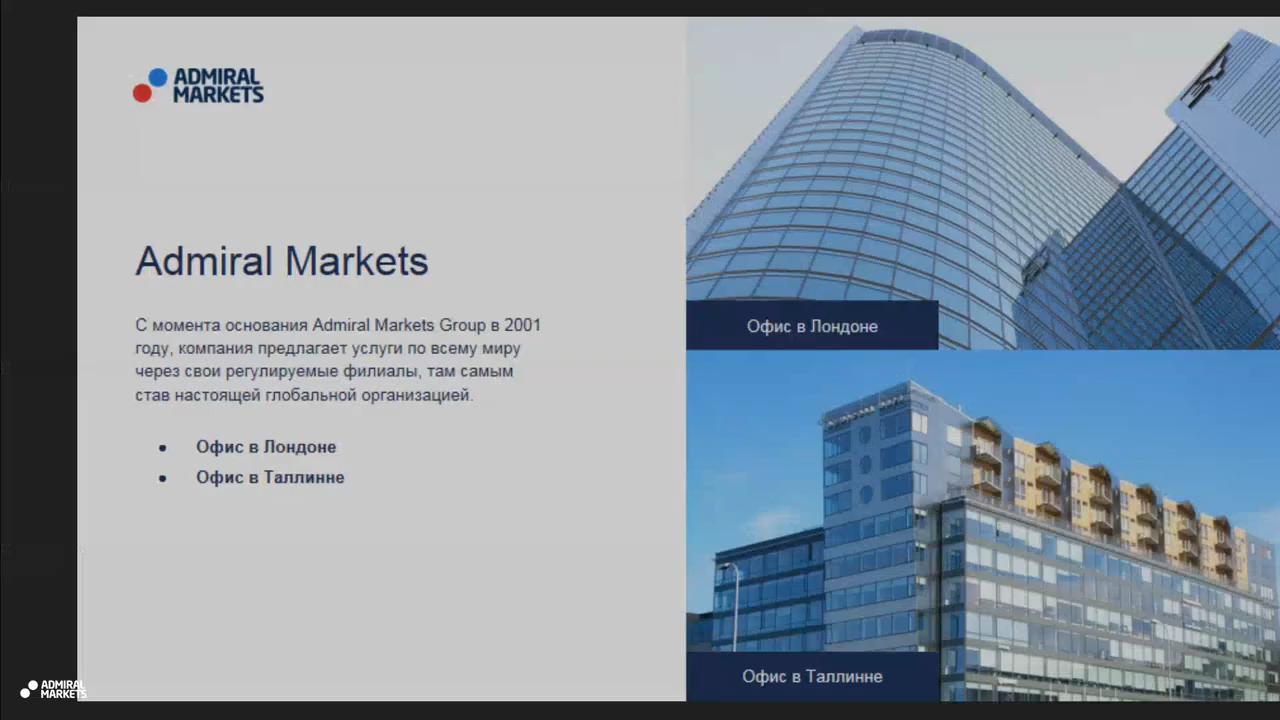 ADMIRAL
MARKETS
Admiral Markets
С момента основания Admiral Markets Group в 2001
году, компания предлагает услуги по всему миру
через свои регулируемые филиалы, там самым
став настоящей глобальной организацией.
• Офис в Лондоне
• Офис в Таллинне
Офис в Лондоне
Офис в Таллинне
ADMIRAL
MARKETS